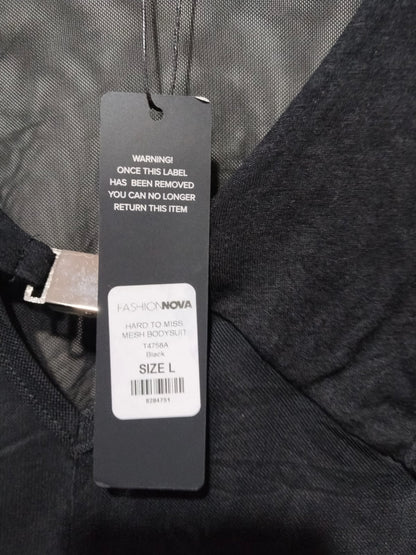 WARNING!
ONCE THIS LABEL
HAS BEEN REMOVED
YOU CAN NO LONGER
RETURN THIS ITEM
FASHIONNOVA
HARD TO MISS
MESH BODYSUIT
T4758A
Black
SIZE L
8284751